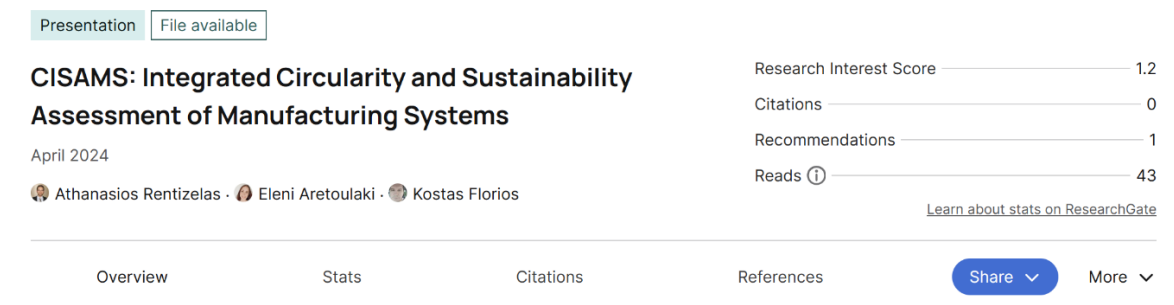 Presentation File available
CISAMS: Integrated Circularity and Sustainability
Assessment of Manufacturing Systems
April 2024
Athanasios Rentizelas · Eleni Aretoulaki · Kostas Florios
Research Interest Score 1.2
Citations 0
Recommendations 1
Reads 43
Learn about stats on ResearchGate
Overview Stats Citations References Share More